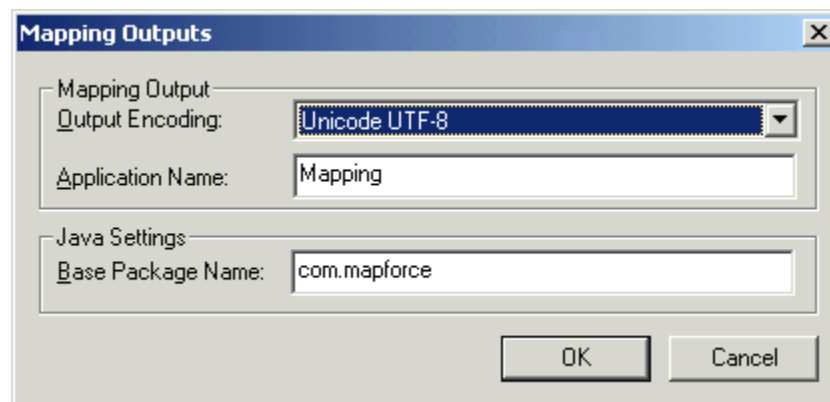 Mapping Outputs
Mapping Output
Output Encoding: Unicode UTF-8
Application Name: Mapping
Java Settings
Base Package Name: com.mapforce
OK Cancel